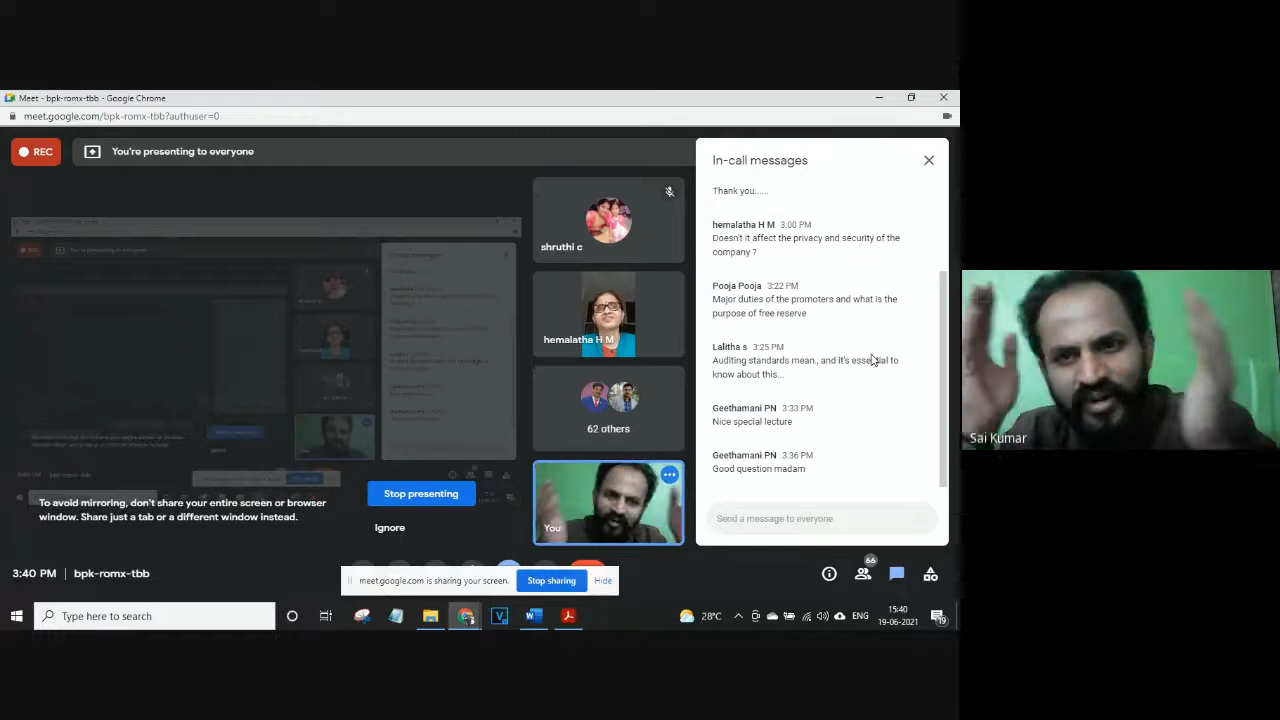 Meet - bpk-romx-tbb - Google Chrome
meet.google.com/bpk-romx-tbb?authuser=0
REC
You're presenting to everyone
shruthi c
hemalatha H M
62 others
You
To avoid mirroring, don't share your entire screen or browser
window. Share just a tab or a different window instead.
Stop presenting
Ignore
In-call messages
Thank you......
hemalatha H M 3:00 PM
Doesn't it affect the privacy and security of the
company ?
Pooja Pooja 3:22 PM
Major duties of the promoters and what is the
purpose of free reserve
Lalitha s 3:25 PM
Auditing standards mean., and it's essential to
know about this...
Geethamani PN 3:33 PM
Nice special lecture
Geethamani PN 3:36 PM
Good question madam
Send a message to everyone
Sai Kumar
3:40 PM | bpk-romx-tbb
meet.google.com is sharing your screen.
Stop sharing
Hide
66
Type here to search
28°C
ENG
15:40
19-06-2021
19